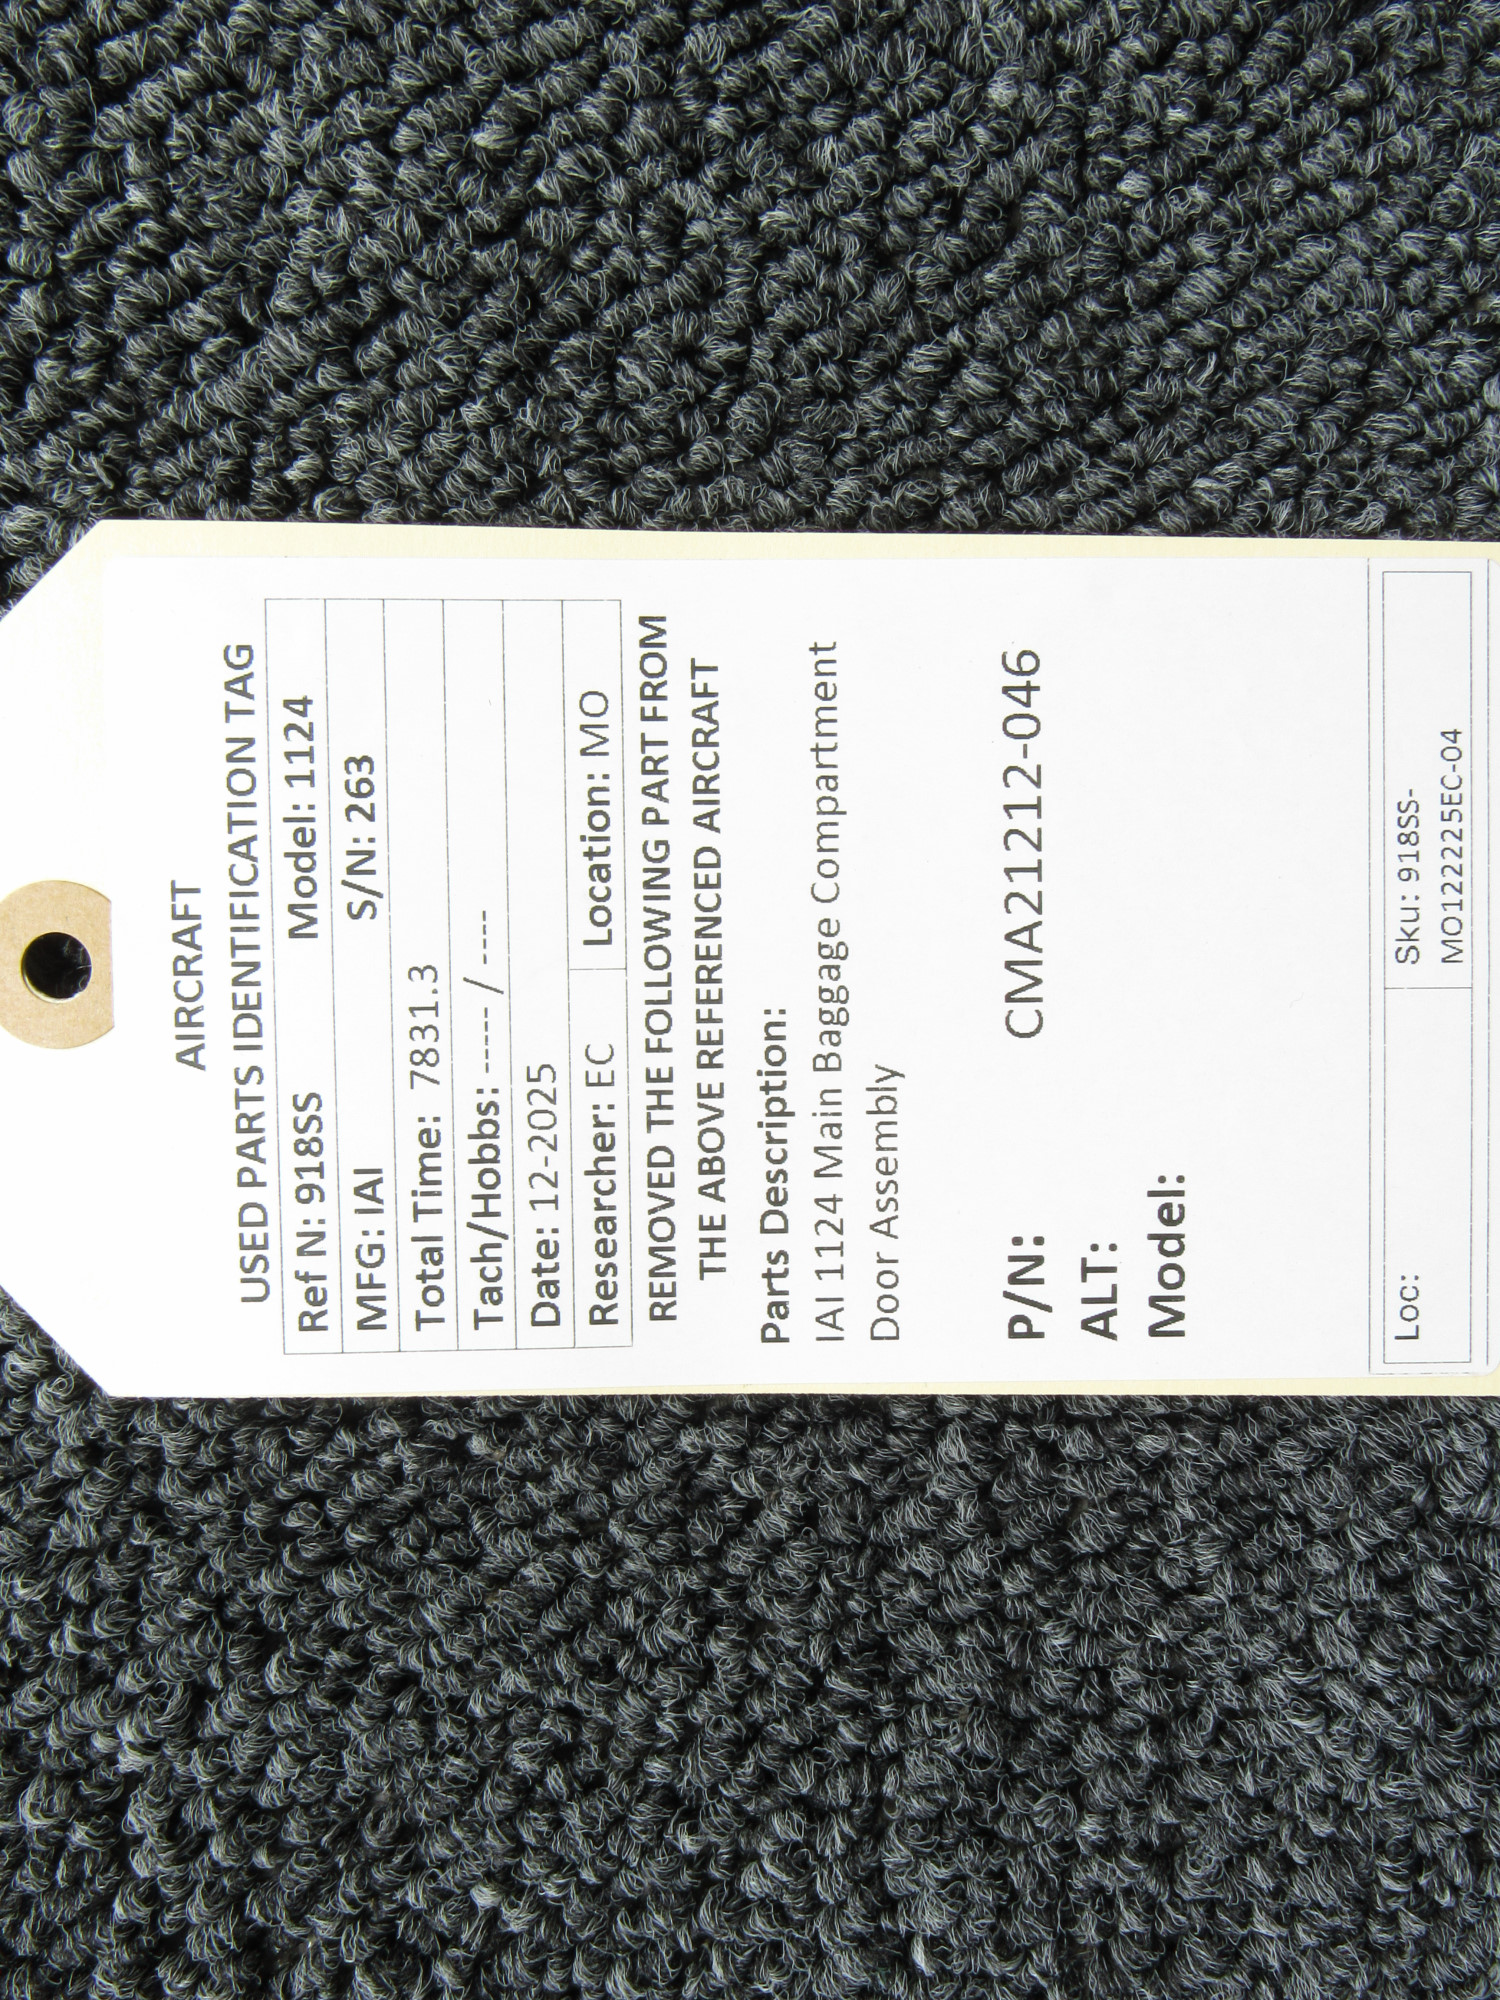 AIRCRAFT
USED PARTS IDENTIFICATION TAG
Ref N: 918SS Model: 1124
MFG: IAI S/N: 263
Total Time: 7831.3
Tach/Hobbs: ----- / ----
Date: 12-2025
Researcher: EC Location: MO
REMOVED THE FOLLOWING PART FROM
THE ABOVE REFERENCED AIRCRAFT
Parts Description:
IAI 1124 Main Baggage Compartment
Door Assembly
P/N: CMA21212-046
ALT:
Model:
Loc: Sku: 918SS-
MO122225EC-04